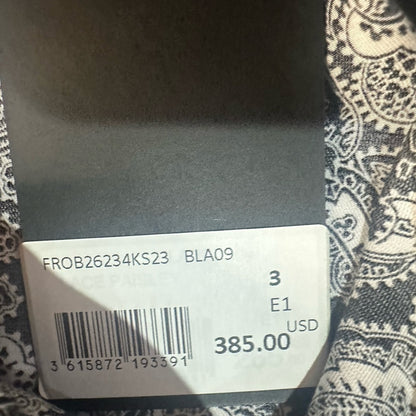 FROB26234KS23 BLA09
3
E1
385.00 USD
3 615872 193391